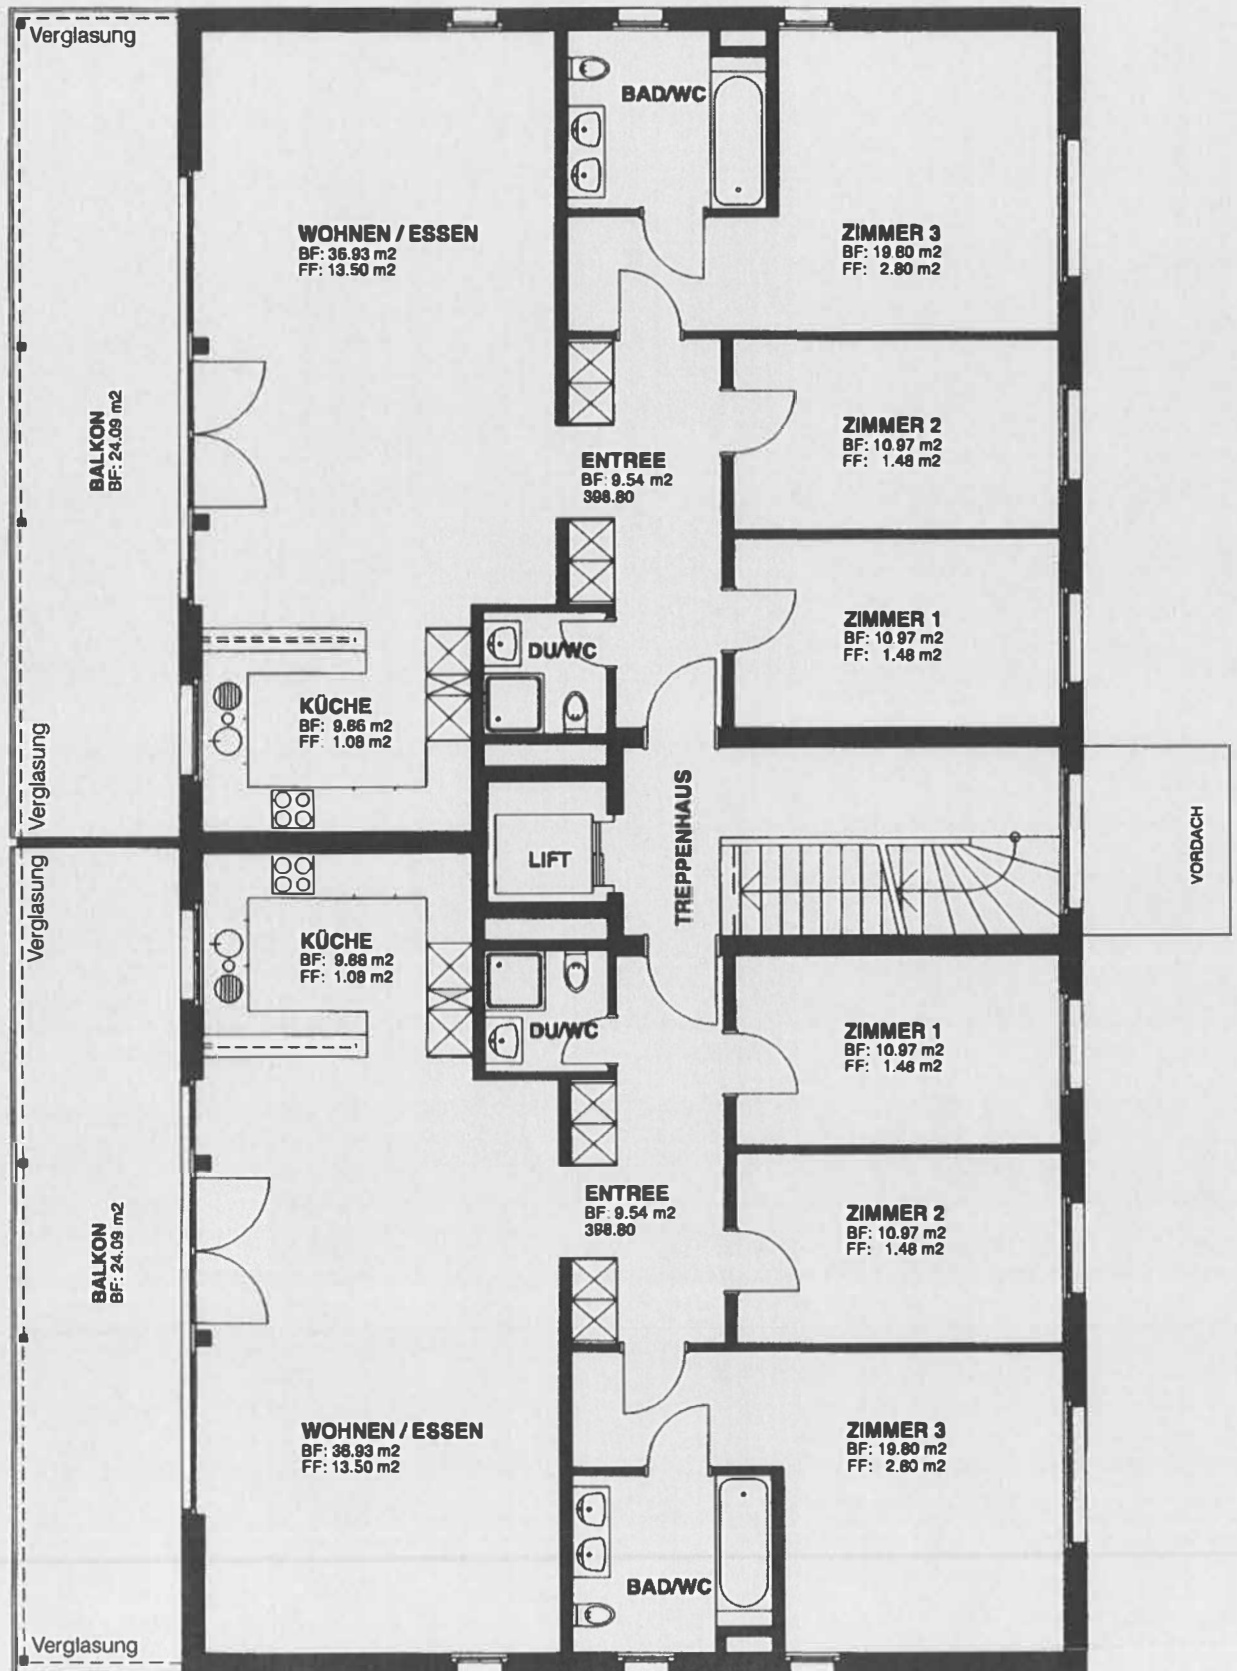 Verglasung
BAD/WC
WOHNEN / ESSEN
BF: 36.93 m2
FF: 13.50 m2
ZIMMER 3
BF: 19.80 m2
FF: 2.80 m2
BALKON
BF: 24.09 m2
ENTREE
BF: 9.54 m2
398.80
ZIMMER 2
BF: 10.97 m2
FF: 1.48 m2
ZIMMER 1
BF: 10.97 m2
FF: 1.48 m2
DU/WC
KÜCHE
BF: 9.86 m2
FF: 1.08 m2
Verglasung
TREPPENHAUS
LIFT
VORDACH
Verglasung
KÜCHE
BF: 9.88 m2
FF: 1.08 m2
DU/WC
ZIMMER 1
BF: 10.97 m2
FF: 1.48 m2
BALKON
BF: 24.09 m2
ENTREE
BF: 9.54 m2
398.80
ZIMMER 2
BF: 10.97 m2
FF: 1.48 m2
WOHNEN / ESSEN
BF: 36.93 m2
FF: 13.50 m2
ZIMMER 3
BF: 19.80 m2
FF: 2.80 m2
BAD/WC
Verglasung